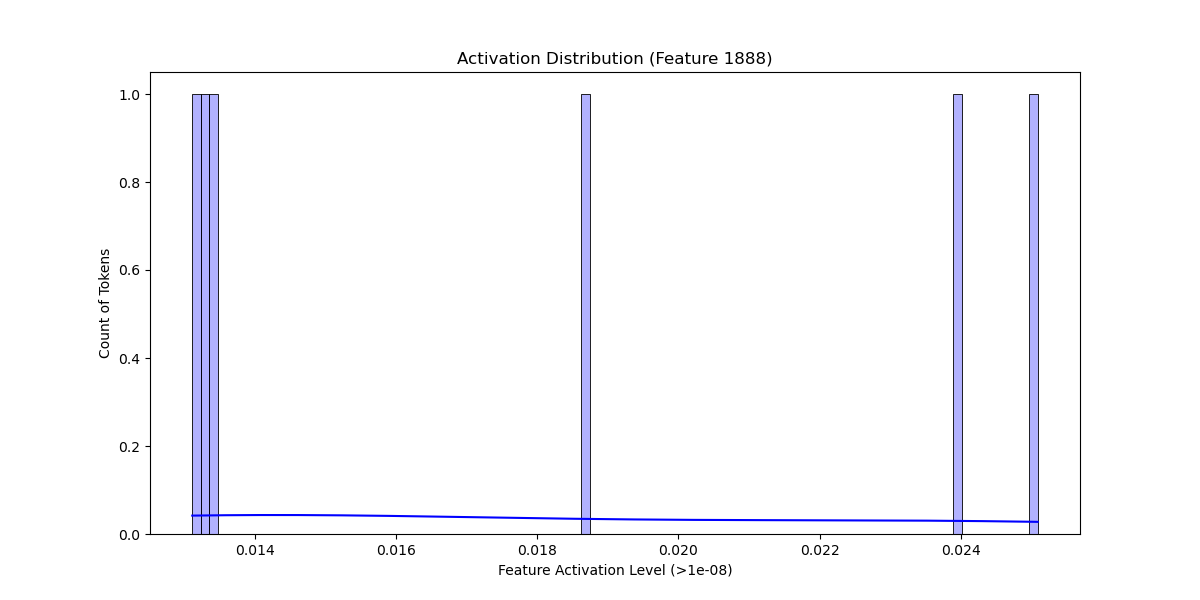 Activation Distribution (Feature 1888)
1.0
0.8
0.6
0.4
0.2
0.0
Count of Tokens
0.014 0.016 0.018 0.020 0.022 0.024
Feature Activation Level (>1e-08)